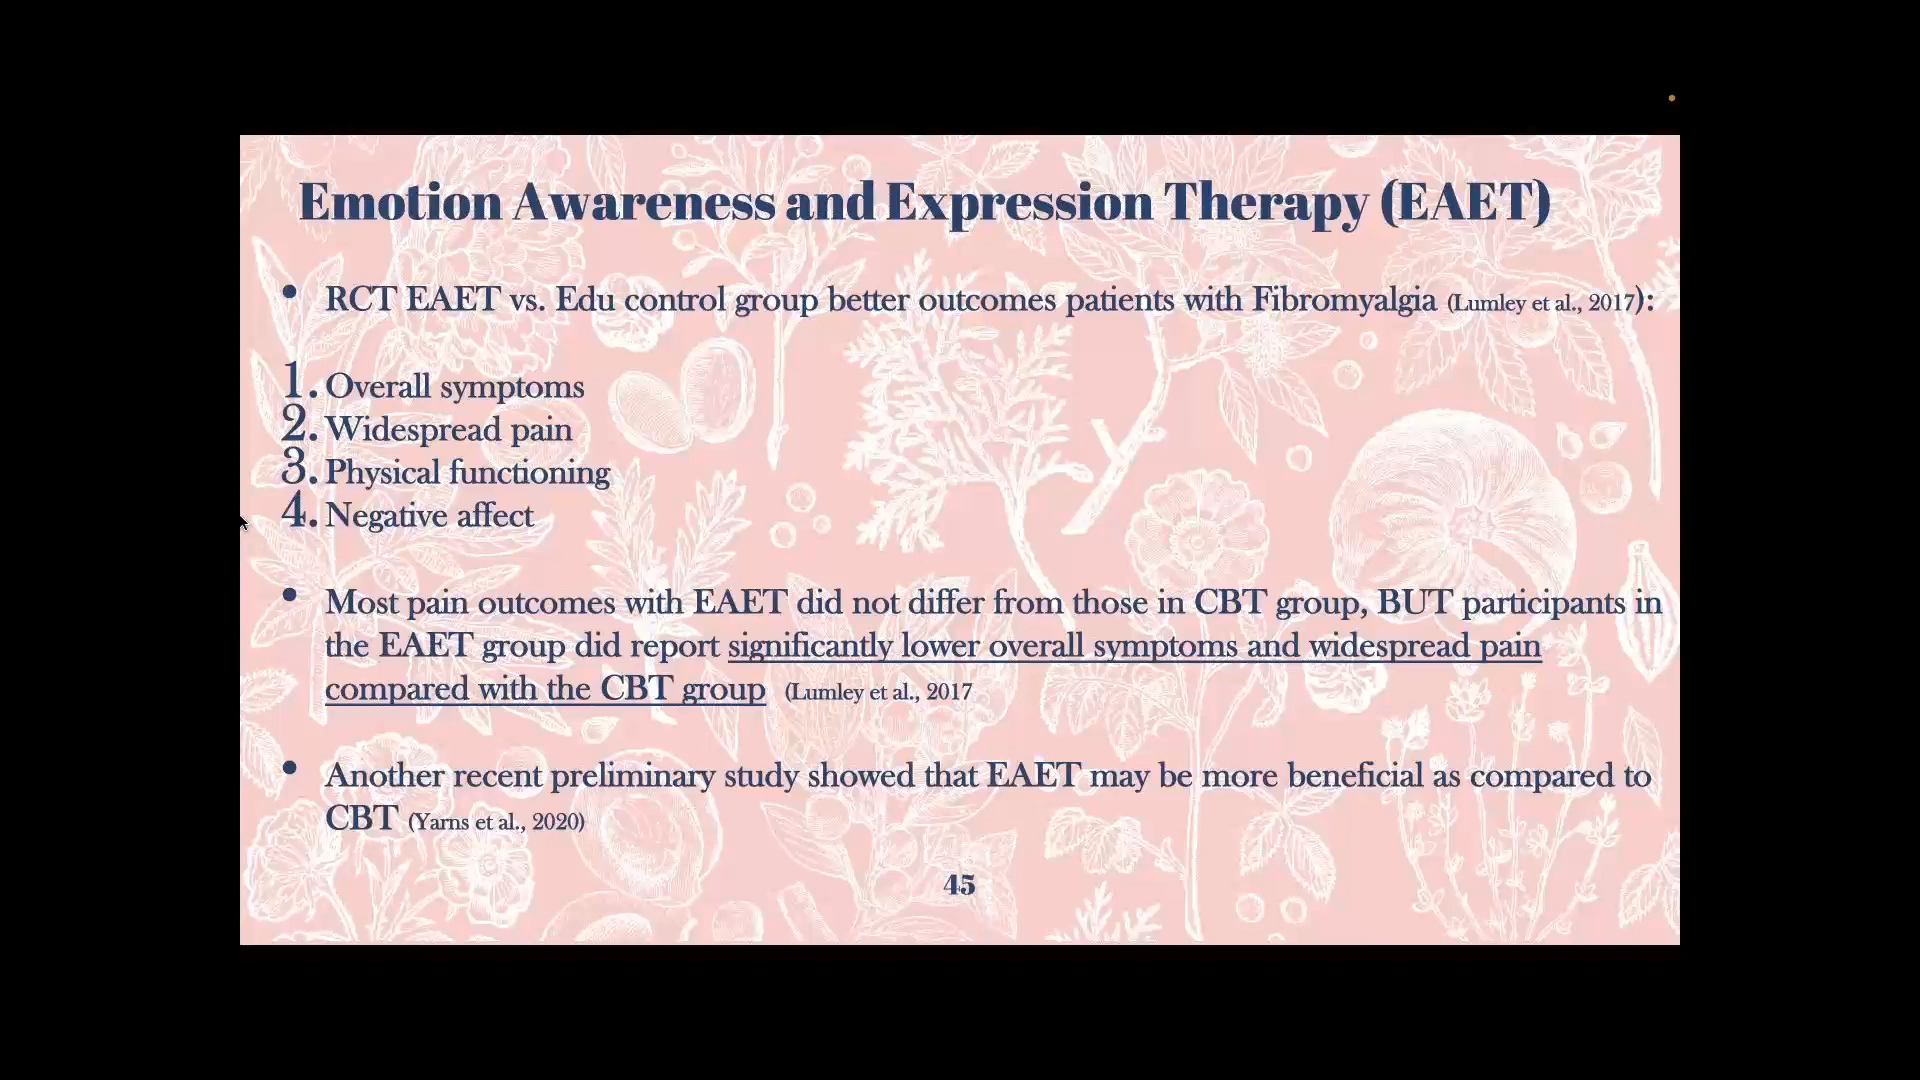 Emotion Awareness and Expression Therapy (EAET)
• RCT EAET vs. Edu control group better outcomes patients with Fibromyalgia (Lumley et al., 2017):
1. Overall symptoms
2. Widespread pain
3. Physical functioning
4. Negative affect
• Most pain outcomes with EAET did not differ from those in CBT group, BUT participants in
the EAET group did report significantly lower overall symptoms and widespread pain
compared with the CBT group (Lumley et al., 2017
• Another recent preliminary study showed that EAET may be more beneficial as compared to
CBT (Yarns et al., 2020)
45